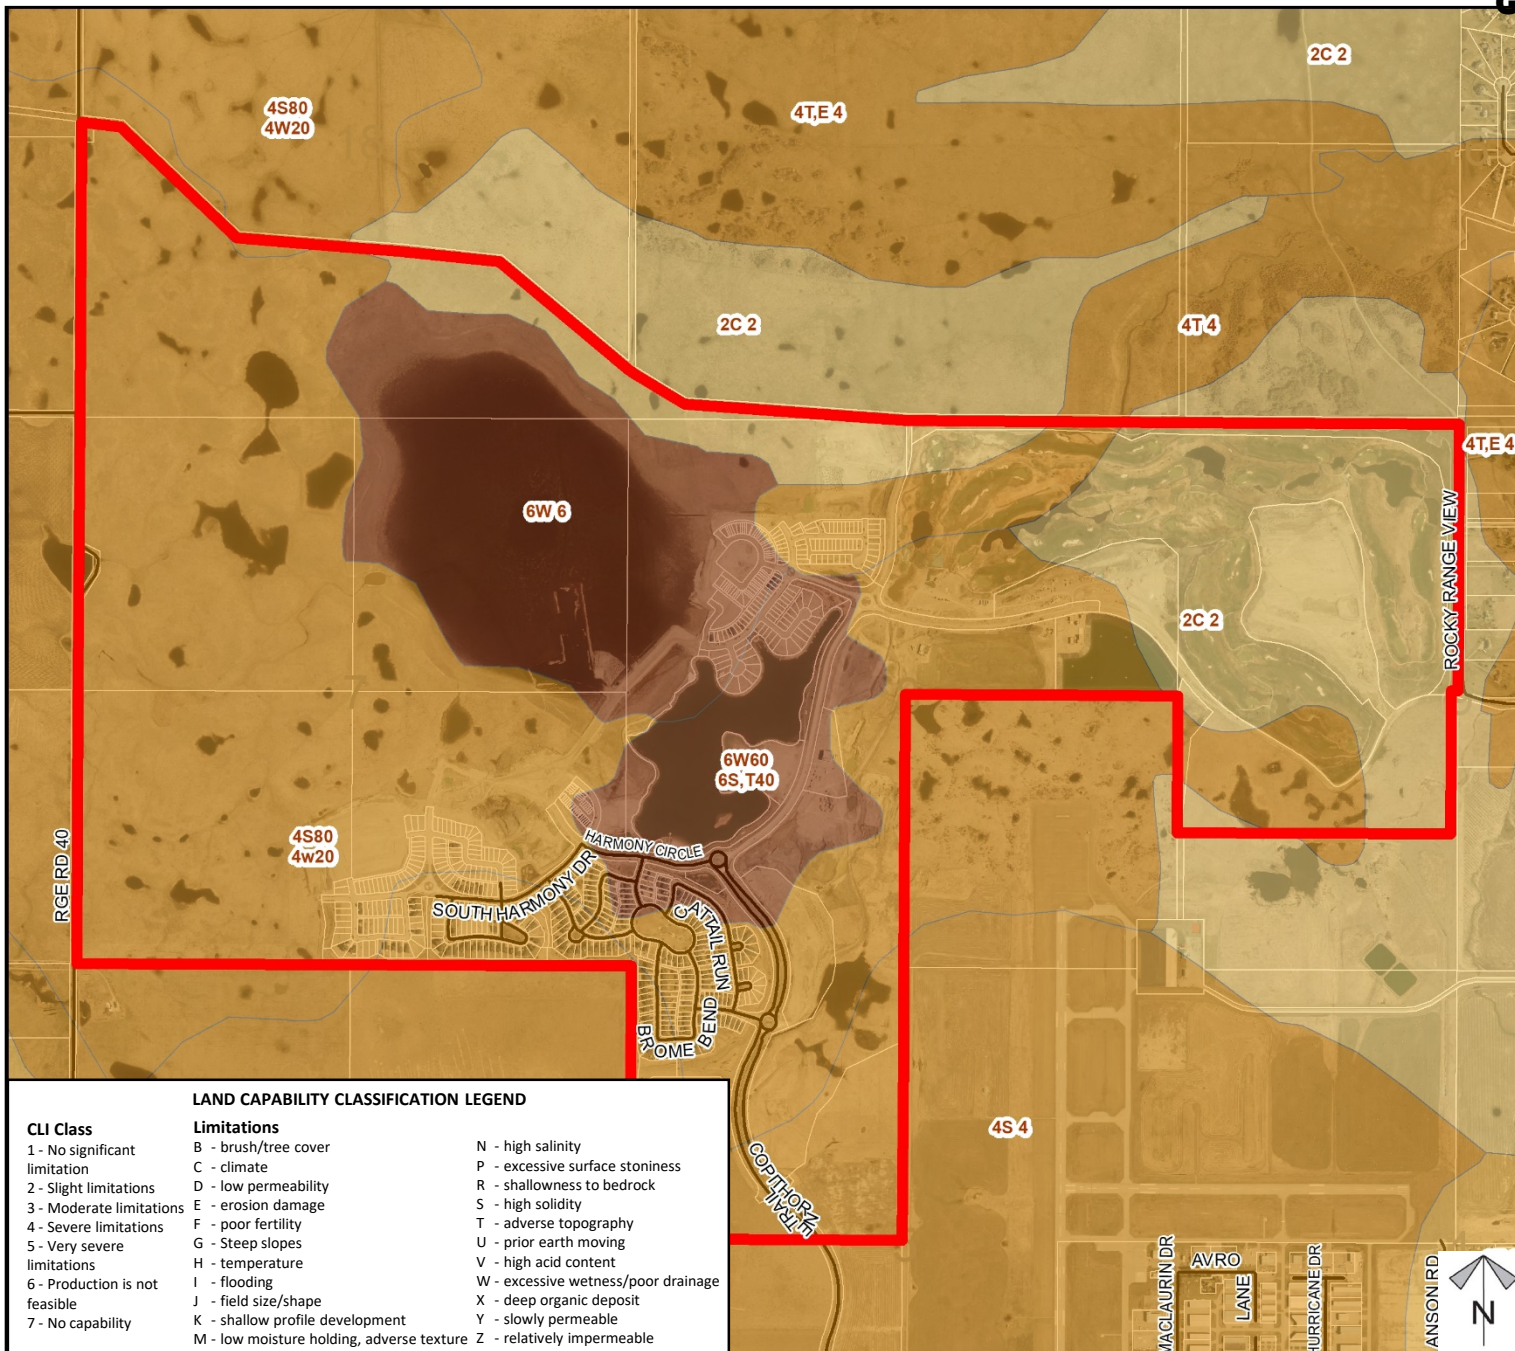 2C 2
4S80
4W20
4T,E 4
2C 2
4T 4
4T,E 4
6W 6
ROCKY RANGE VIEW
2C 2
6W60
6S,T40
4S80
4w20
RGE RD 40
HARMONY CIRCLE
SOUTH HARMONY DR
CATTAIL RUN
BROME BEND
4S 4
COPITHORNE TRAIL
MACLAURIN DR
AVRO LANE
HURRICANE DR
ANSON RD
N
LAND CAPABILITY CLASSIFICATION LEGEND
CLI Class
1 - No significant
limitation
2 - Slight limitations
3 - Moderate limitations
4 - Severe limitations
5 - Very severe
limitations
6 - Production is not
feasible
7 - No capability
Limitations
B - brush/tree cover
C - climate
D - low permeability
E - erosion damage
F - poor fertility
G - Steep slopes
H - temperature
I - flooding
J - field size/shape
K - shallow profile development
M - low moisture holding, adverse texture
N - high salinity
P - excessive surface stoniness
R - shallowness to bedrock
S - high solidity
T - adverse topography
U - prior earth moving
V - high acid content
W - excessive wetness/poor drainage
X - deep organic deposit
Y - slowly permeable
Z - relatively impermeable